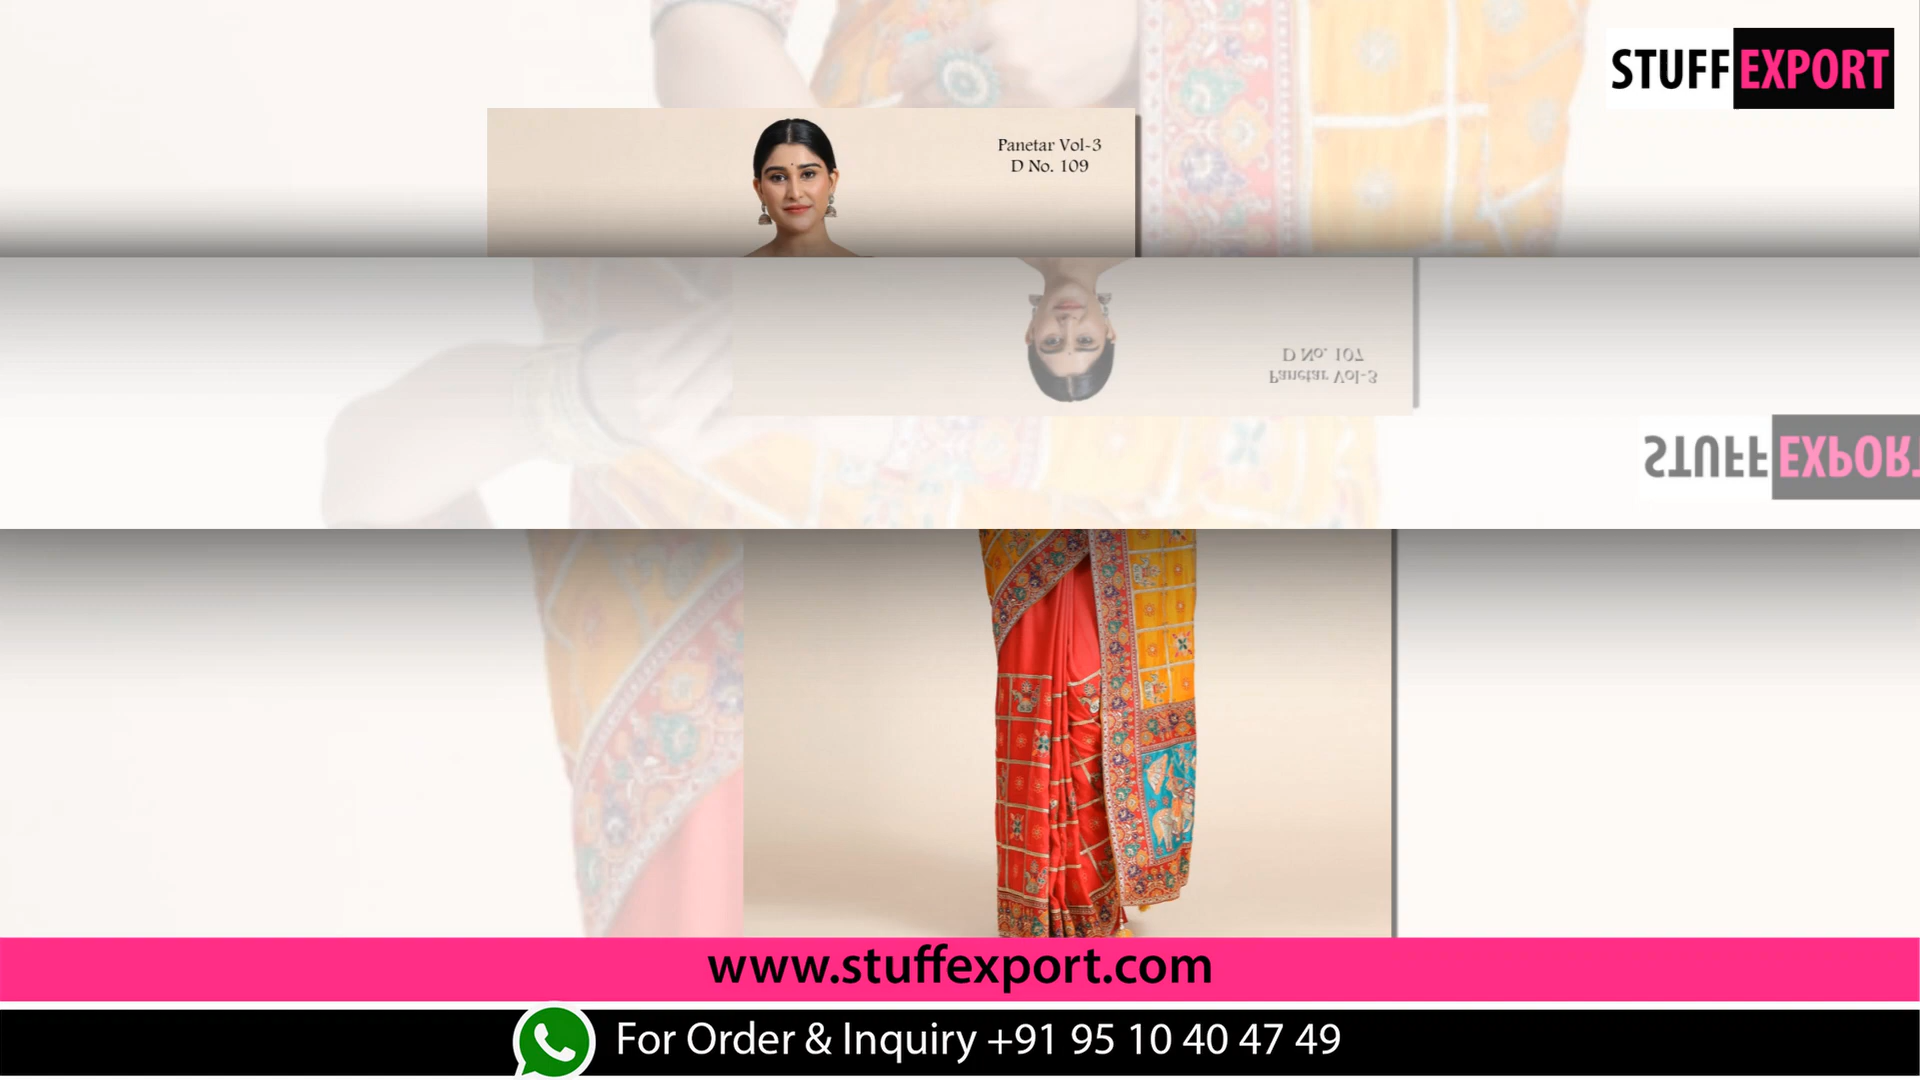 STUFF EXPORT
Panetar Vol-3
D No. 109
D No. 107
Panetar Vol-3
STUFF EXPOR
www.stuffexport.com
For Order & Inquiry +91 95 10 40 47 49